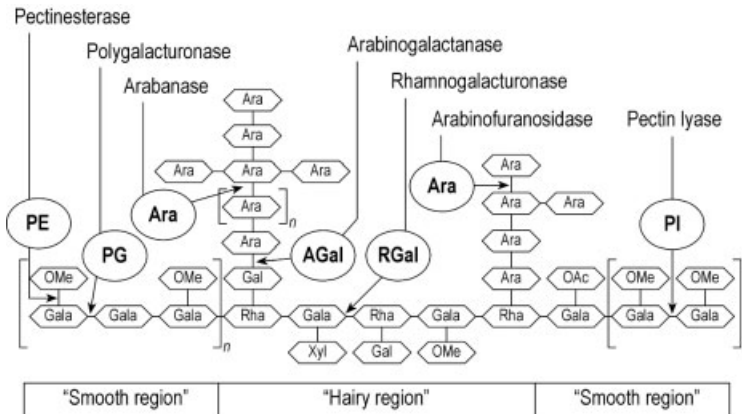 Pectinesterase
Polygalacturonase
Arabanase
Arabinogalactanase
Rhamnogalacturonase
Arabinofuranosidase
Pectin lyase
Ara
Ara
Ara Ara Ara
Ara
Ara n
Ara
Gal
PE
PG
Ara
AGal
RGal
Ara
PI
Ara
Ara Ara
Ara
Ara
OMe OMe OAc OMe OMe
Gala Gala Gala n Rha Gala Rha Gala Rha Gala Gala Gala
Xyl Gal OMe
"Smooth region" "Hairy region" "Smooth region"